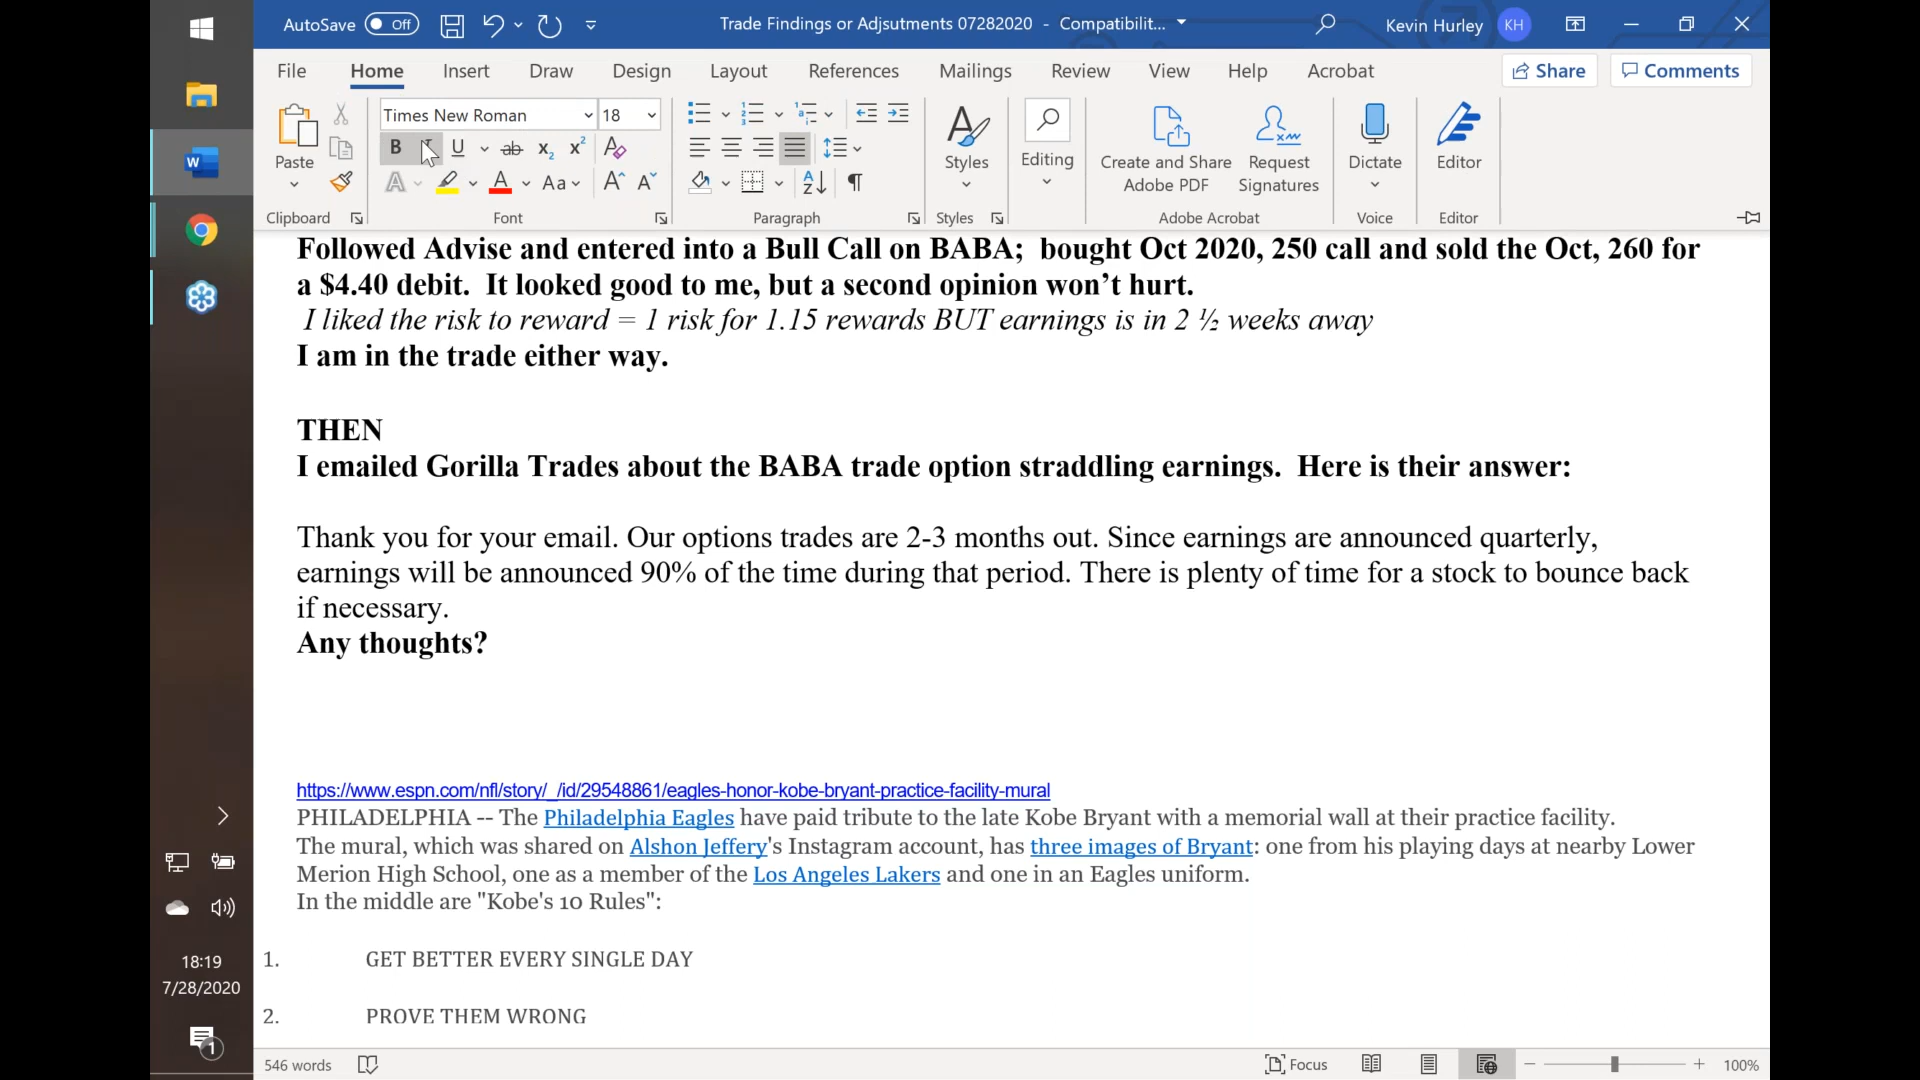 AutoSave Off Trade Findings or Adjsutments 07282020 - Compatibilit... Kevin Hurley KH
File Home Insert Draw Design Layout References Mailings Review View Help Acrobat Share Comments
Times New Roman 18
Paste Styles Editing Create and Share Adobe PDF Request Signatures Dictate Editor
Clipboard Font Paragraph Styles Adobe Acrobat Voice Editor
Followed Advise and entered into a Bull Call on BABA;  bought Oct 2020, 250 call and sold the Oct, 260 for
a $4.40 debit.  It looked good to me, but a second opinion won’t hurt.
I liked the risk to reward = 1 risk for 1.15 rewards BUT earnings is in 2 ½ weeks away
I am in the trade either way.
THEN
I emailed Gorilla Trades about the BABA trade option straddling earnings.  Here is their answer:
Thank you for your email. Our options trades are 2-3 months out. Since earnings are announced quarterly,
earnings will be announced 90% of the time during that period. There is plenty of time for a stock to bounce back
if necessary.
Any thoughts?
https://www.espn.com/nfl/story/_/id/29548861/eagles-honor-kobe-bryant-practice-facility-mural
PHILADELPHIA -- The Philadelphia Eagles have paid tribute to the late Kobe Bryant with a memorial wall at their practice facility.
The mural, which was shared on Alshon Jeffery's Instagram account, has three images of Bryant: one from his playing days at nearby Lower
Merion High School, one as a member of the Los Angeles Lakers and one in an Eagles uniform.
In the middle are "Kobe's 10 Rules":
1. GET BETTER EVERY SINGLE DAY
2. PROVE THEM WRONG
18:19
7/28/2020
1
546 words Focus 100%